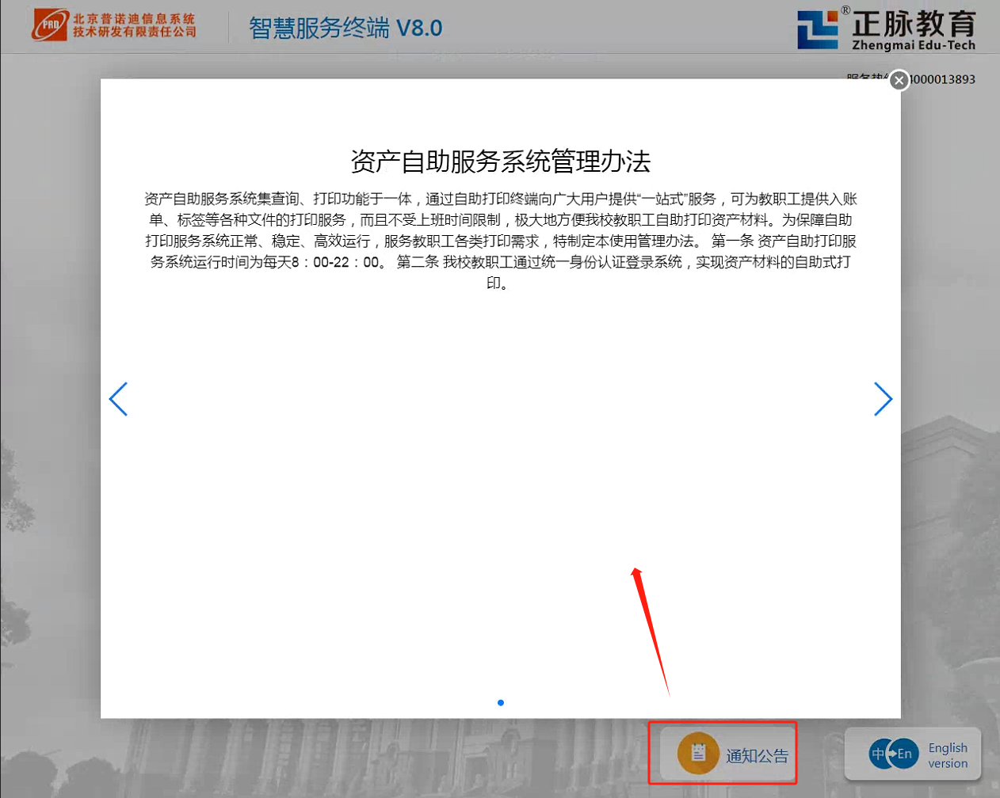 PRD
北京普诺迪信息系统
技术研发有限责任公司
智慧服务终端 V8.0
®
正脉教育
Zhengmai Edu-Tech
4000013893
资产自助服务系统管理办法
资产自助服务系统集查询、打印功能于一体，通过自助打印终端向广大用户提供“一站式”服务，可为教职工提供入账
单、标签等各种文件的打印服务，而且不受上班时间限制，极大地方便我校教职工自助打印资产材料。为保障自助
打印服务系统正常、稳定、高效运行，服务教职工各类打印需求，特制定本使用管理办法。 第一条 资产自助打印服
务系统运行时间为每天8：00-22：00。 第二条 我校教职工通过统一身份认证登录系统，实现资产材料的自助式打
印。
通知公告
中 En
English
version